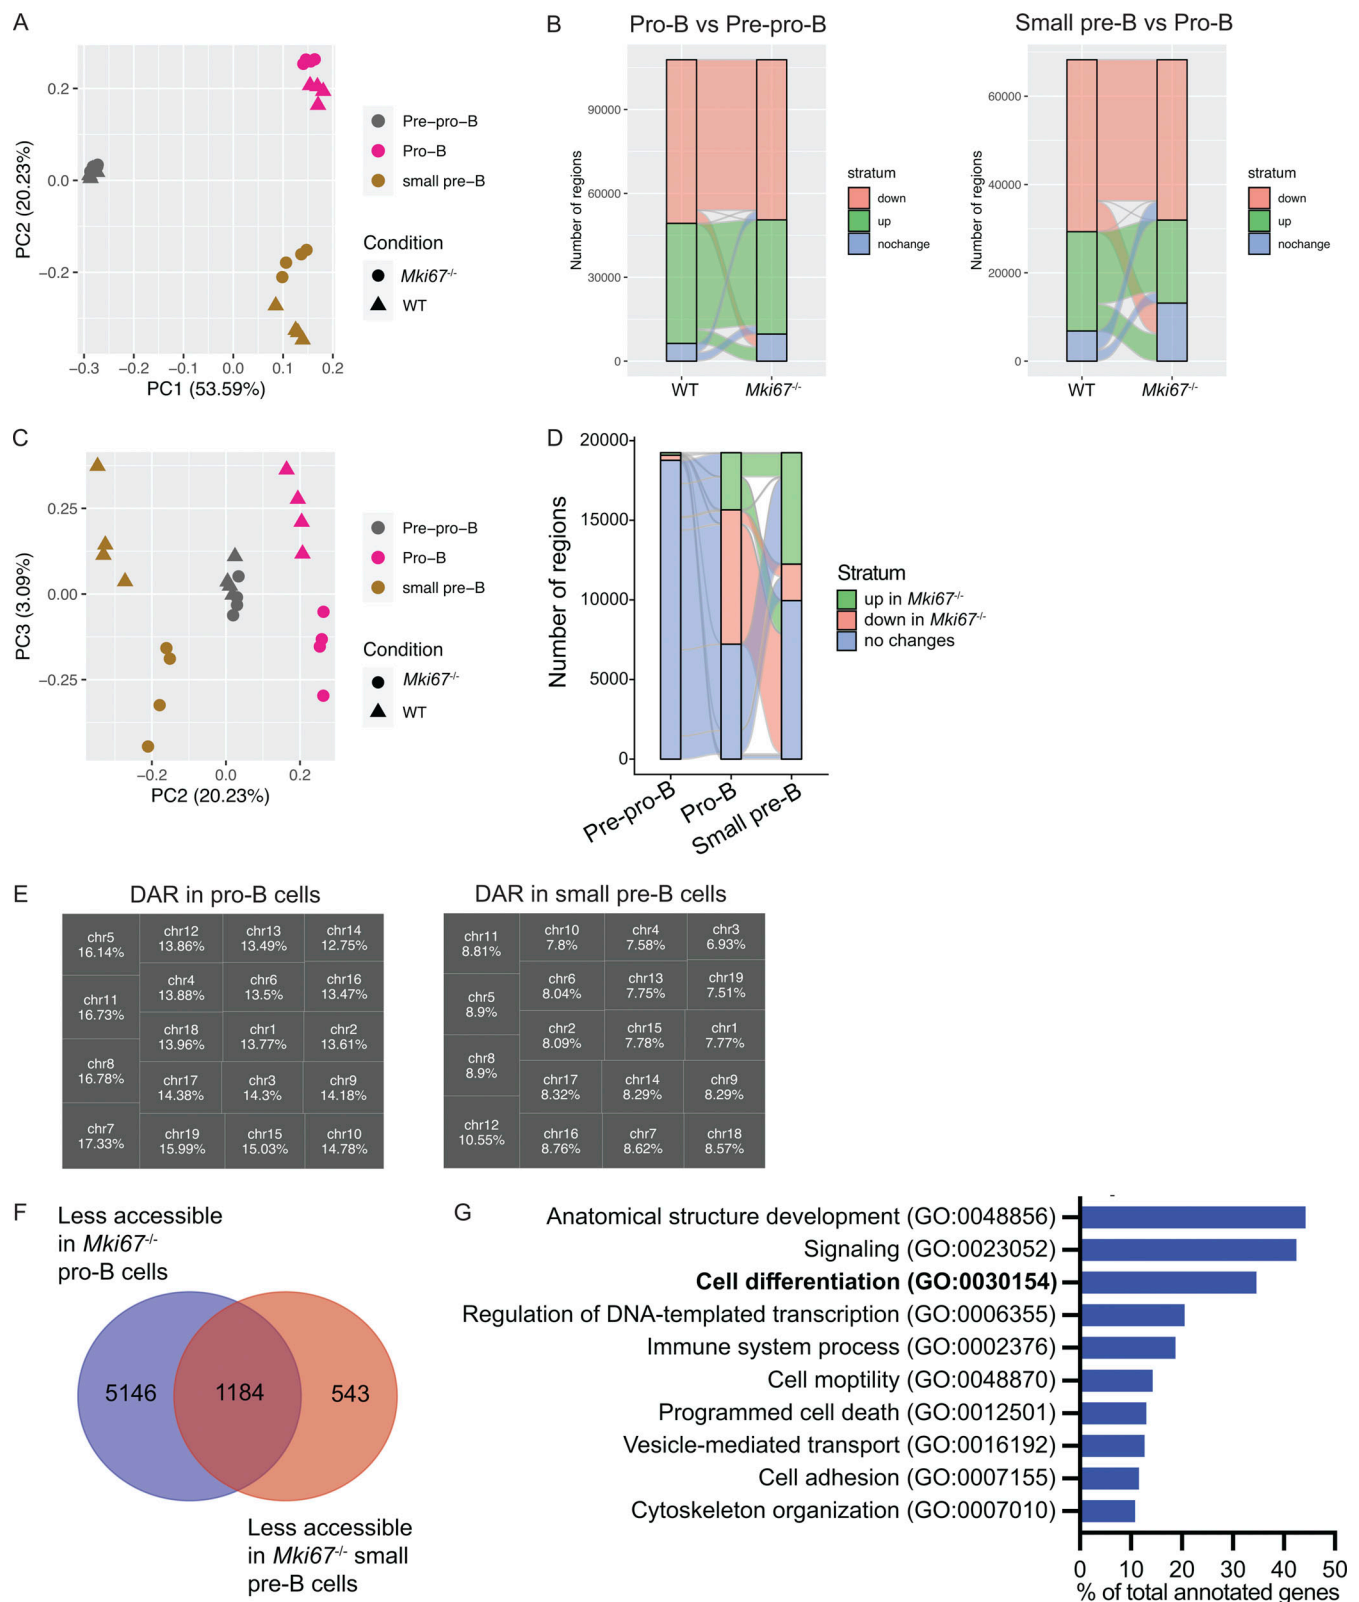 A
0.2
0.0
−0.2
PC2 (20.23%)
−0.3 −0.2 −0.1 0.0 0.1 0.2
PC1 (53.59%)
Pre−pro−B
Pro−B
small pre−B
Condition
Mki67-/-
WT
B
Pro-B vs Pre-pro-B
Number of regions
90000
60000
30000
0
WT Mki67-/-
stratum
down
up
nochange
Small pre-B vs Pro-B
Number of regions
60000
40000
20000
0
WT Mki67-/-
stratum
down
up
nochange
C
PC3 (3.09%)
0.25
0.00
−0.25
−0.2 0.0 0.2
PC2 (20.23%)
Pre−pro−B
Pro−B
small pre−B
Condition
Mki67-/-
WT
D
Number of regions
20000
15000
10000
5000
0
Pre-pro-B
Pro-B
Small pre-B
Stratum
up in Mki67-/-
down in Mki67-/-
no changes
E
DAR in pro-B cells
chr5
16.14%
chr11
16.73%
chr8
16.78%
chr7
17.33%
chr12 chr13 chr14
13.86% 13.49% 12.75%
chr4 chr6 chr16
13.88% 13.5% 13.47%
chr18 chr1 chr2
13.96% 13.77% 13.61%
chr17 chr3 chr9
14.38% 14.3% 14.18%
chr19 chr15 chr10
15.99% 15.03% 14.78%
DAR in small pre-B cells
chr11
8.81%
chr5
8.9%
chr8
8.9%
chr12
10.55%
chr10 chr4 chr3
7.8% 7.58% 6.93%
chr6 chr13 chr19
8.04% 7.75% 7.51%
chr2 chr15 chr1
8.09% 7.78% 7.77%
chr17 chr14 chr9
8.32% 8.29% 8.29%
chr16 chr7 chr18
8.76% 8.62% 8.57%
F
Less accessible
in Mki67-/-
pro-B cells
5146 1184 543
Less accessible
in Mki67-/- small
pre-B cells
G
Anatomical structure development (GO:0048856)
Signaling (GO:0023052)
Cell differentiation (GO:0030154)
Regulation of DNA-templated transcription (GO:0006355)
Immune system process (GO:0002376)
Cell moptility (GO:0048870)
Programmed cell death (GO:0012501)
Vesicle-mediated transport (GO:0016192)
Cell adhesion (GO:0007155)
Cytoskeleton organization (GO:0007010)
0 10 20 30 40 50
% of total annotated genes